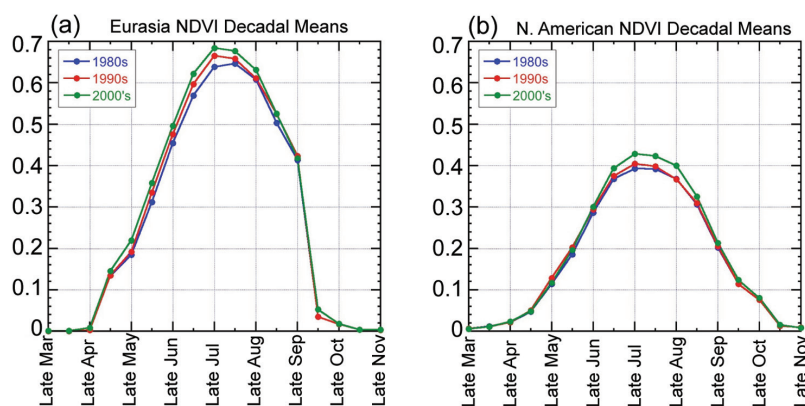 (a) Eurasia NDVI Decadal Means
0.7
0.6
0.5
0.4
0.3
0.2
0.1
0
1980s
1990s
2000's
Late Mar
Late Apr
Late May
Late Jun
Late Jul
Late Aug
Late Sep
Late Oct
Late Nov
(b) N. American NDVI Decadal Means
0.7
0.6
0.5
0.4
0.3
0.2
0.1
0
1980s
1990s
2000's
Late Mar
Late Apr
Late May
Late Jun
Late Jul
Late Aug
Late Sep
Late Oct
Late Nov